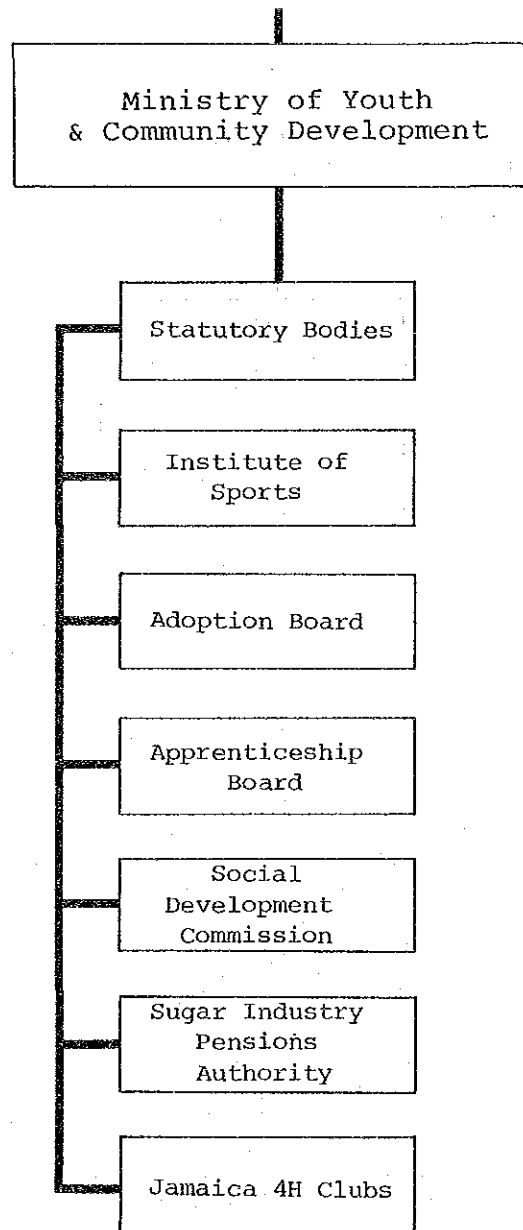 Ministry of Youth
& Community Development
Statutory Bodies
Institute of
Sports
Adoption Board
Apprenticeship
Board
Social
Development
Commission
Sugar Industry
Pensions
Authority
Jamaica 4H Clubs